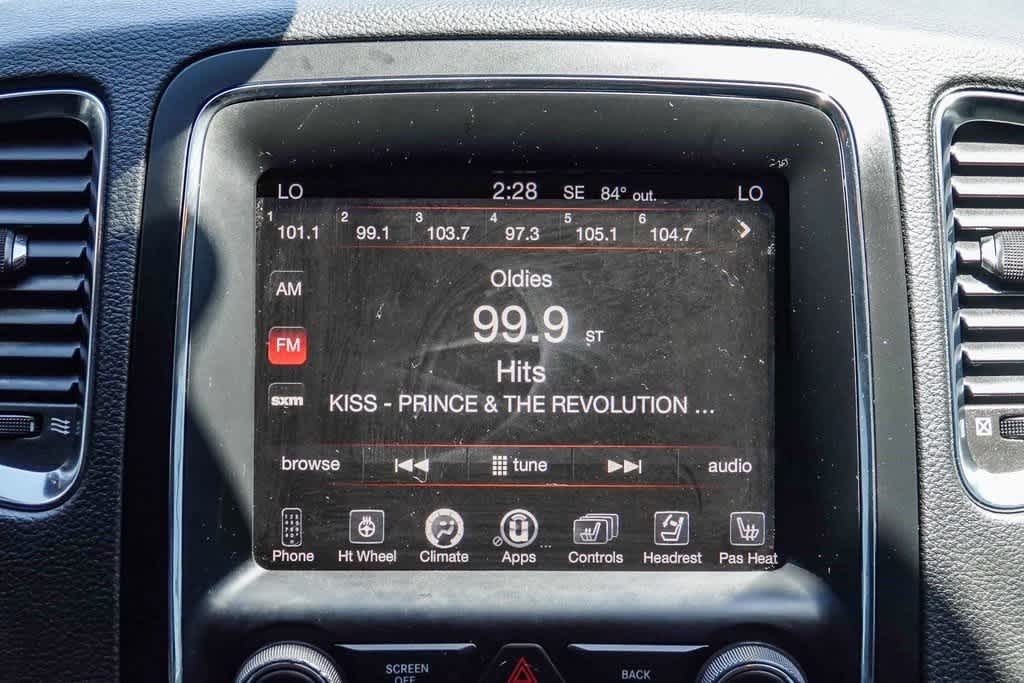 LO 2:28 SE 84° out. LO
1 2 3 4 5 6
101.1 99.1 103.7 97.3 105.1 104.7
Oldies
AM
99.9 ST
FM
Hits
sxm
KISS - PRINCE & THE REVOLUTION ...
browse tune audio
Phone Ht Wheel Climate Apps Controls Headrest Pas Heat
SCREEN
OFF
BACK